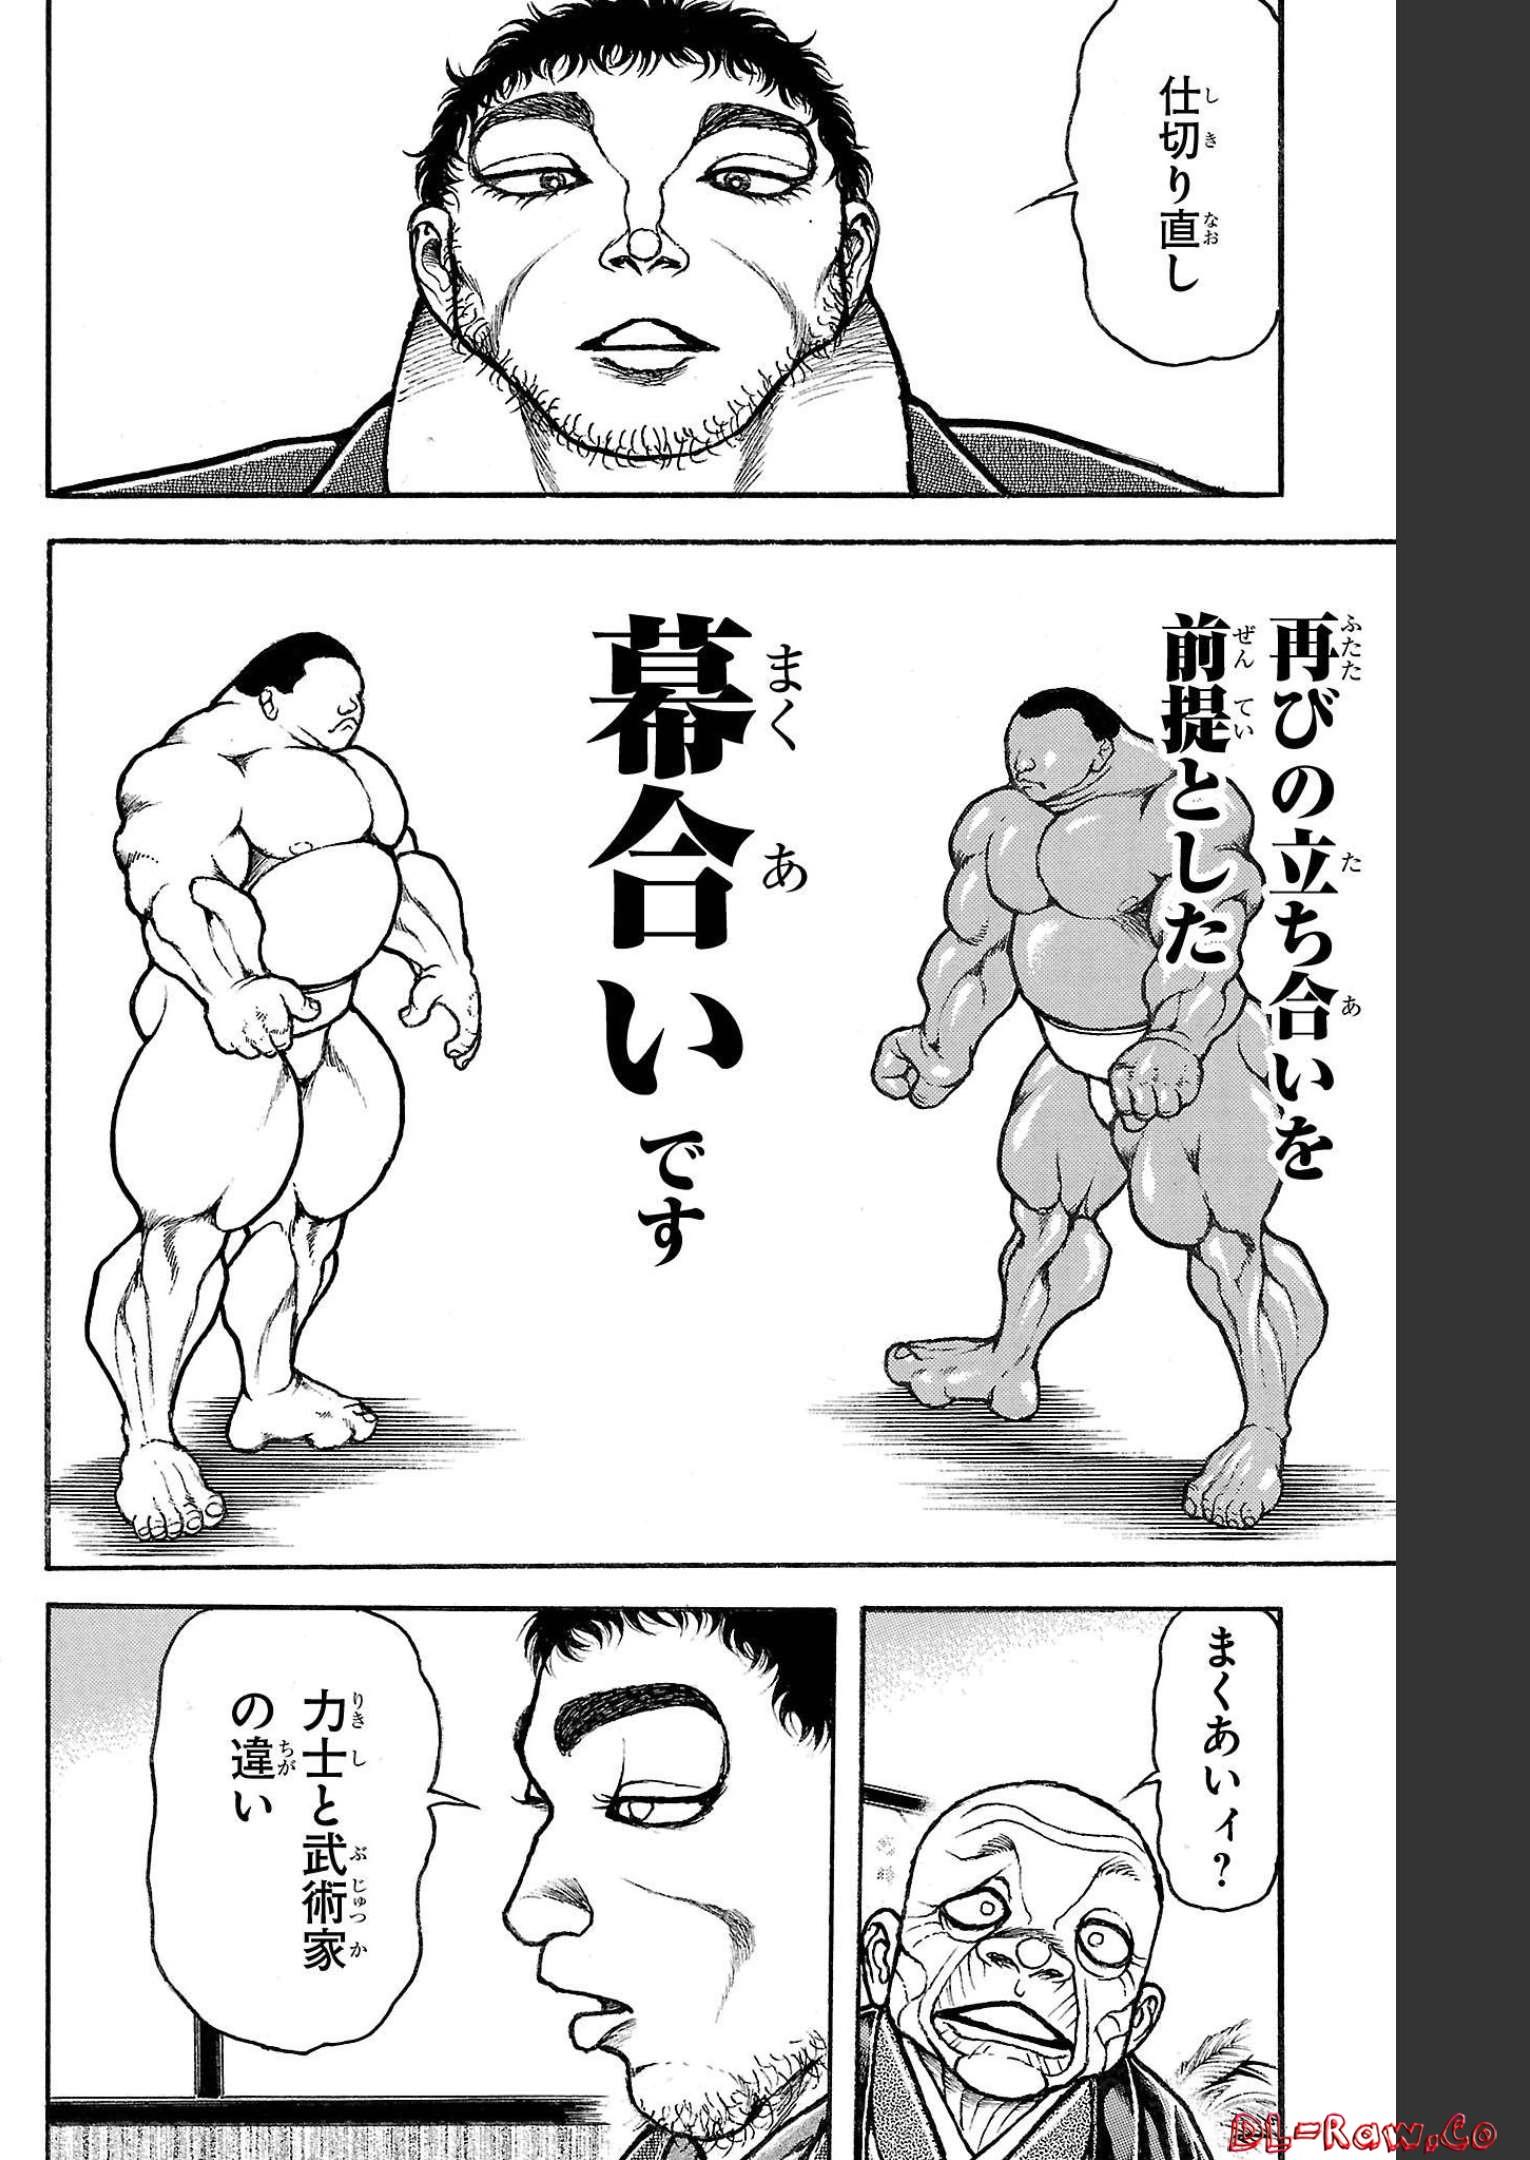 仕切り直し
再びの立ち合いを
前提とした
幕合いです
まくあいィ?
力士と武術家
の違い
DL-Raw.Co